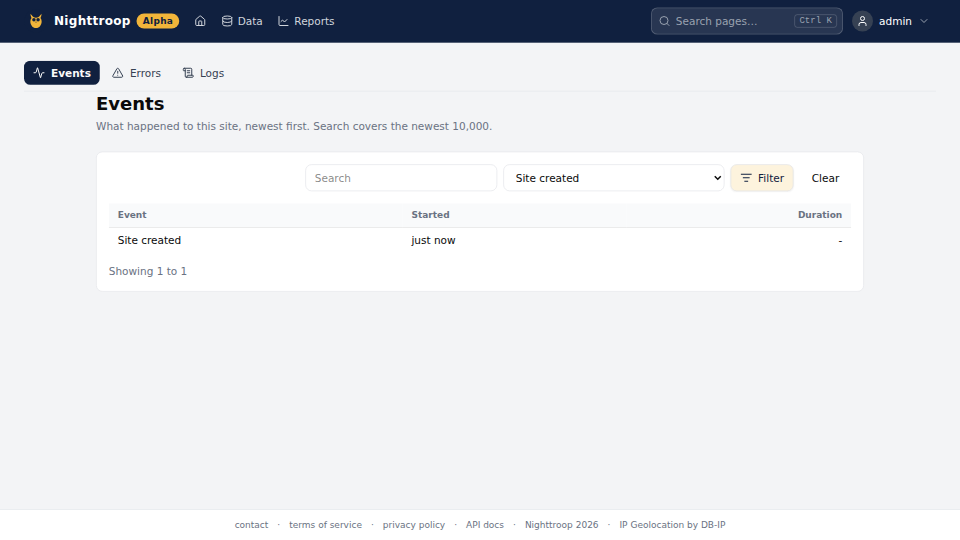 Nighttroop Alpha Data Reports Search pages... Ctrl K admin
Events Errors Logs
Events
What happened to this site, newest first. Search covers the newest 10,000.
Search Site created Filter Clear
Event Started Duration
Site created just now -
Showing 1 to 1
contact · terms of service · privacy policy · API docs · Nighttroop 2026 · IP Geolocation by DB-IP